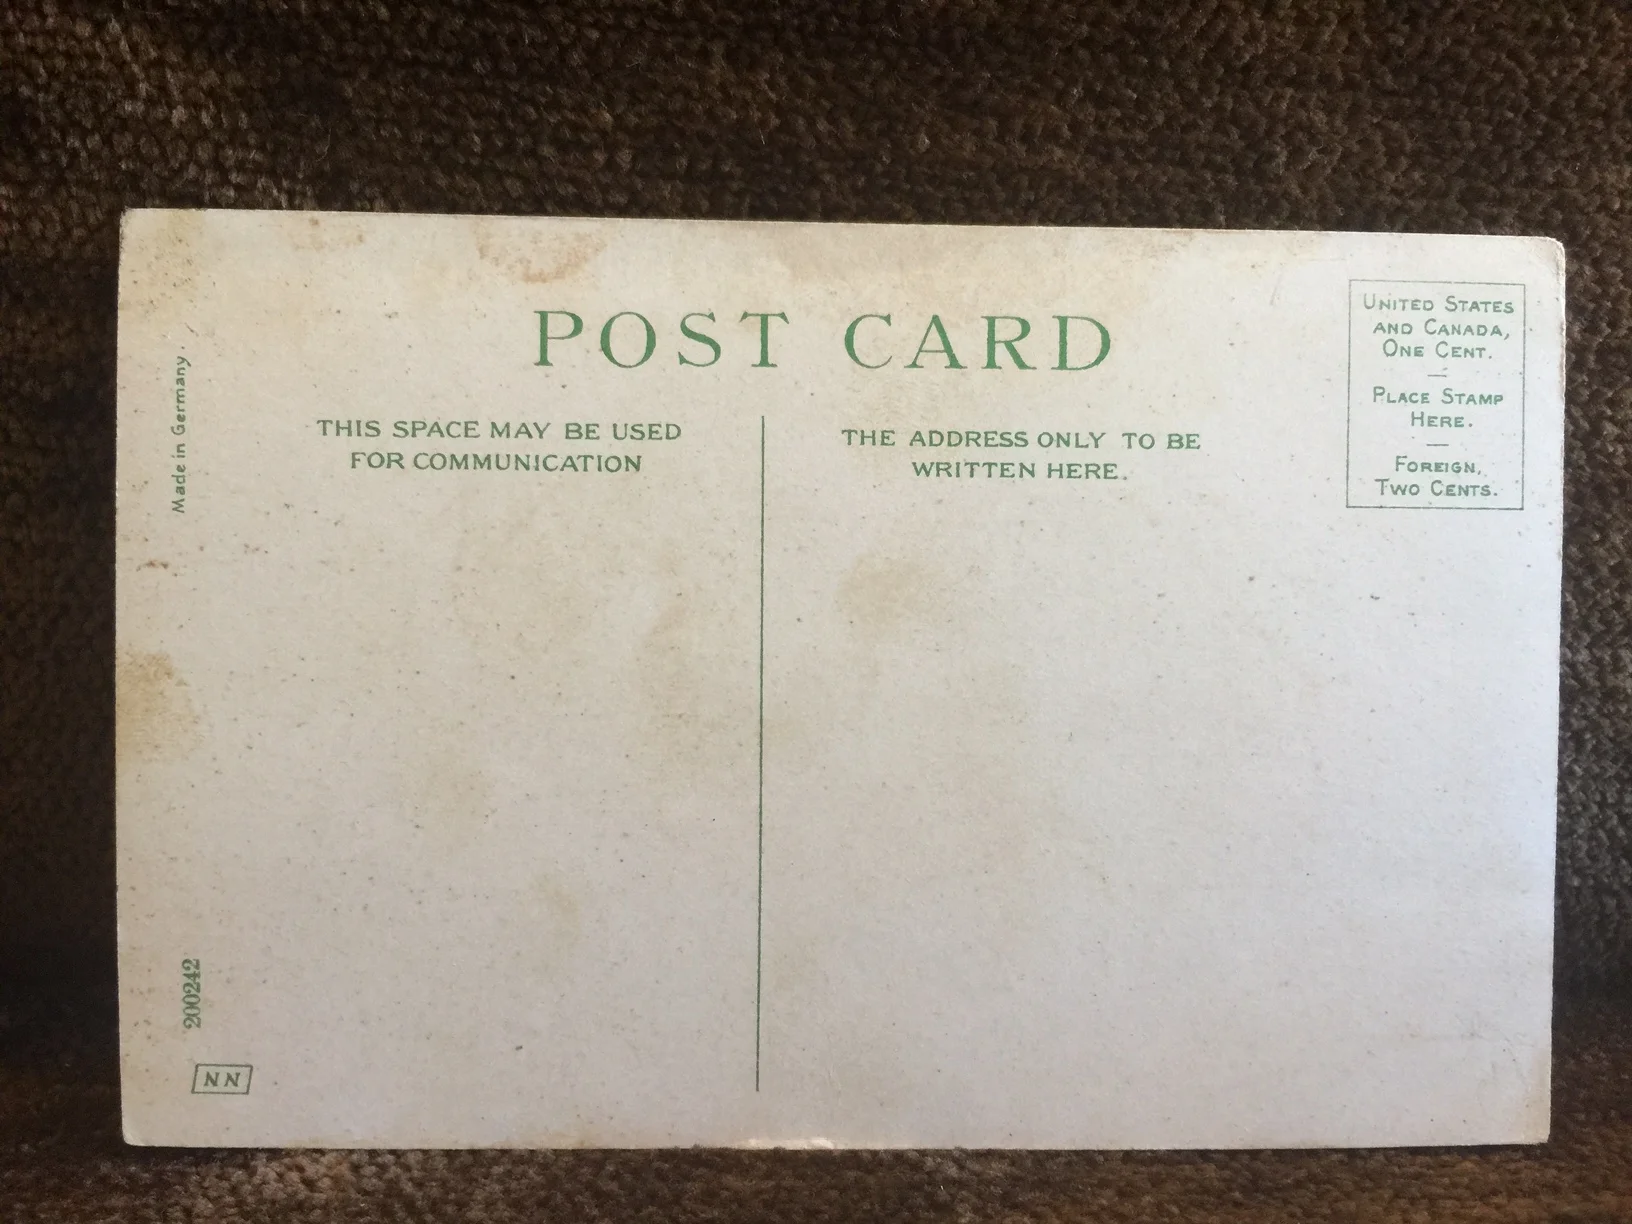 POST CARD
THIS SPACE MAY BE USED
FOR COMMUNICATION
THE ADDRESS ONLY TO BE
WRITTEN HERE.
UNITED STATES
AND CANADA,
ONE CENT.
PLACE STAMP
HERE.
FOREIGN,
TWO CENTS.
Made in Germany.
200242
NN